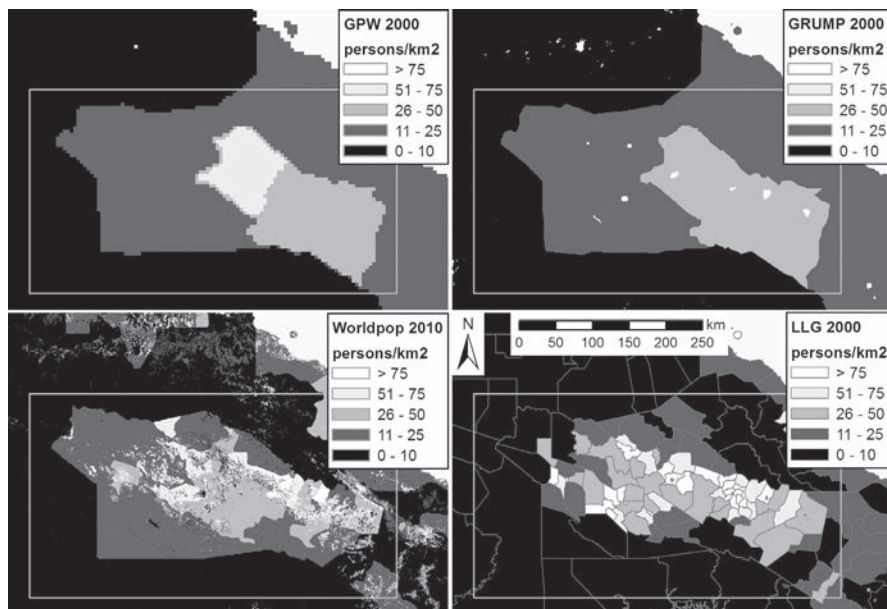 GPW 2000
persons/km2
> 75
51 - 75
26 - 50
11 - 25
0 - 10
GRUMP 2000
persons/km2
> 75
51 - 75
26 - 50
11 - 25
0 - 10
Worldpop 2010
persons/km2
> 75
51 - 75
26 - 50
11 - 25
0 - 10
N
km
0 50 100 150 200 250
LLG 2000
persons/km2
> 75
51 - 75
26 - 50
11 - 25
0 - 10